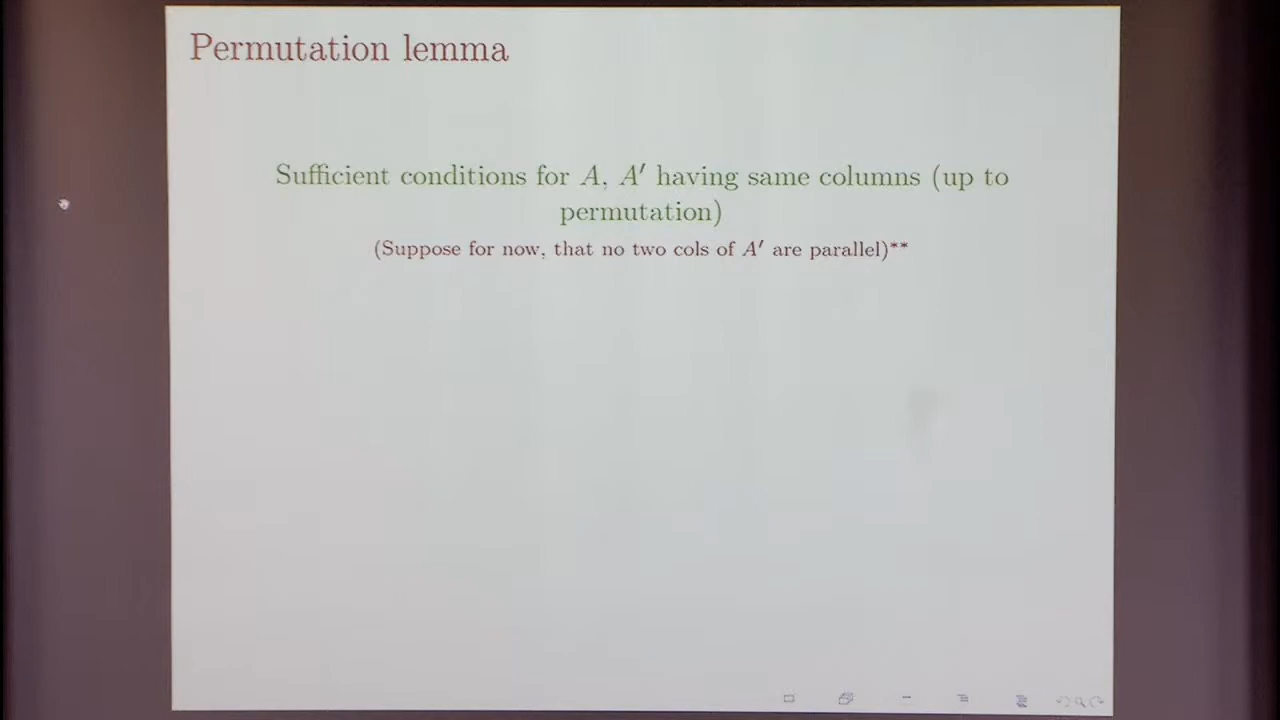 Permutation lemma
Sufficient conditions for A, A′ having same columns (up to
permutation)
(Suppose for now, that no two cols of A′ are parallel)**